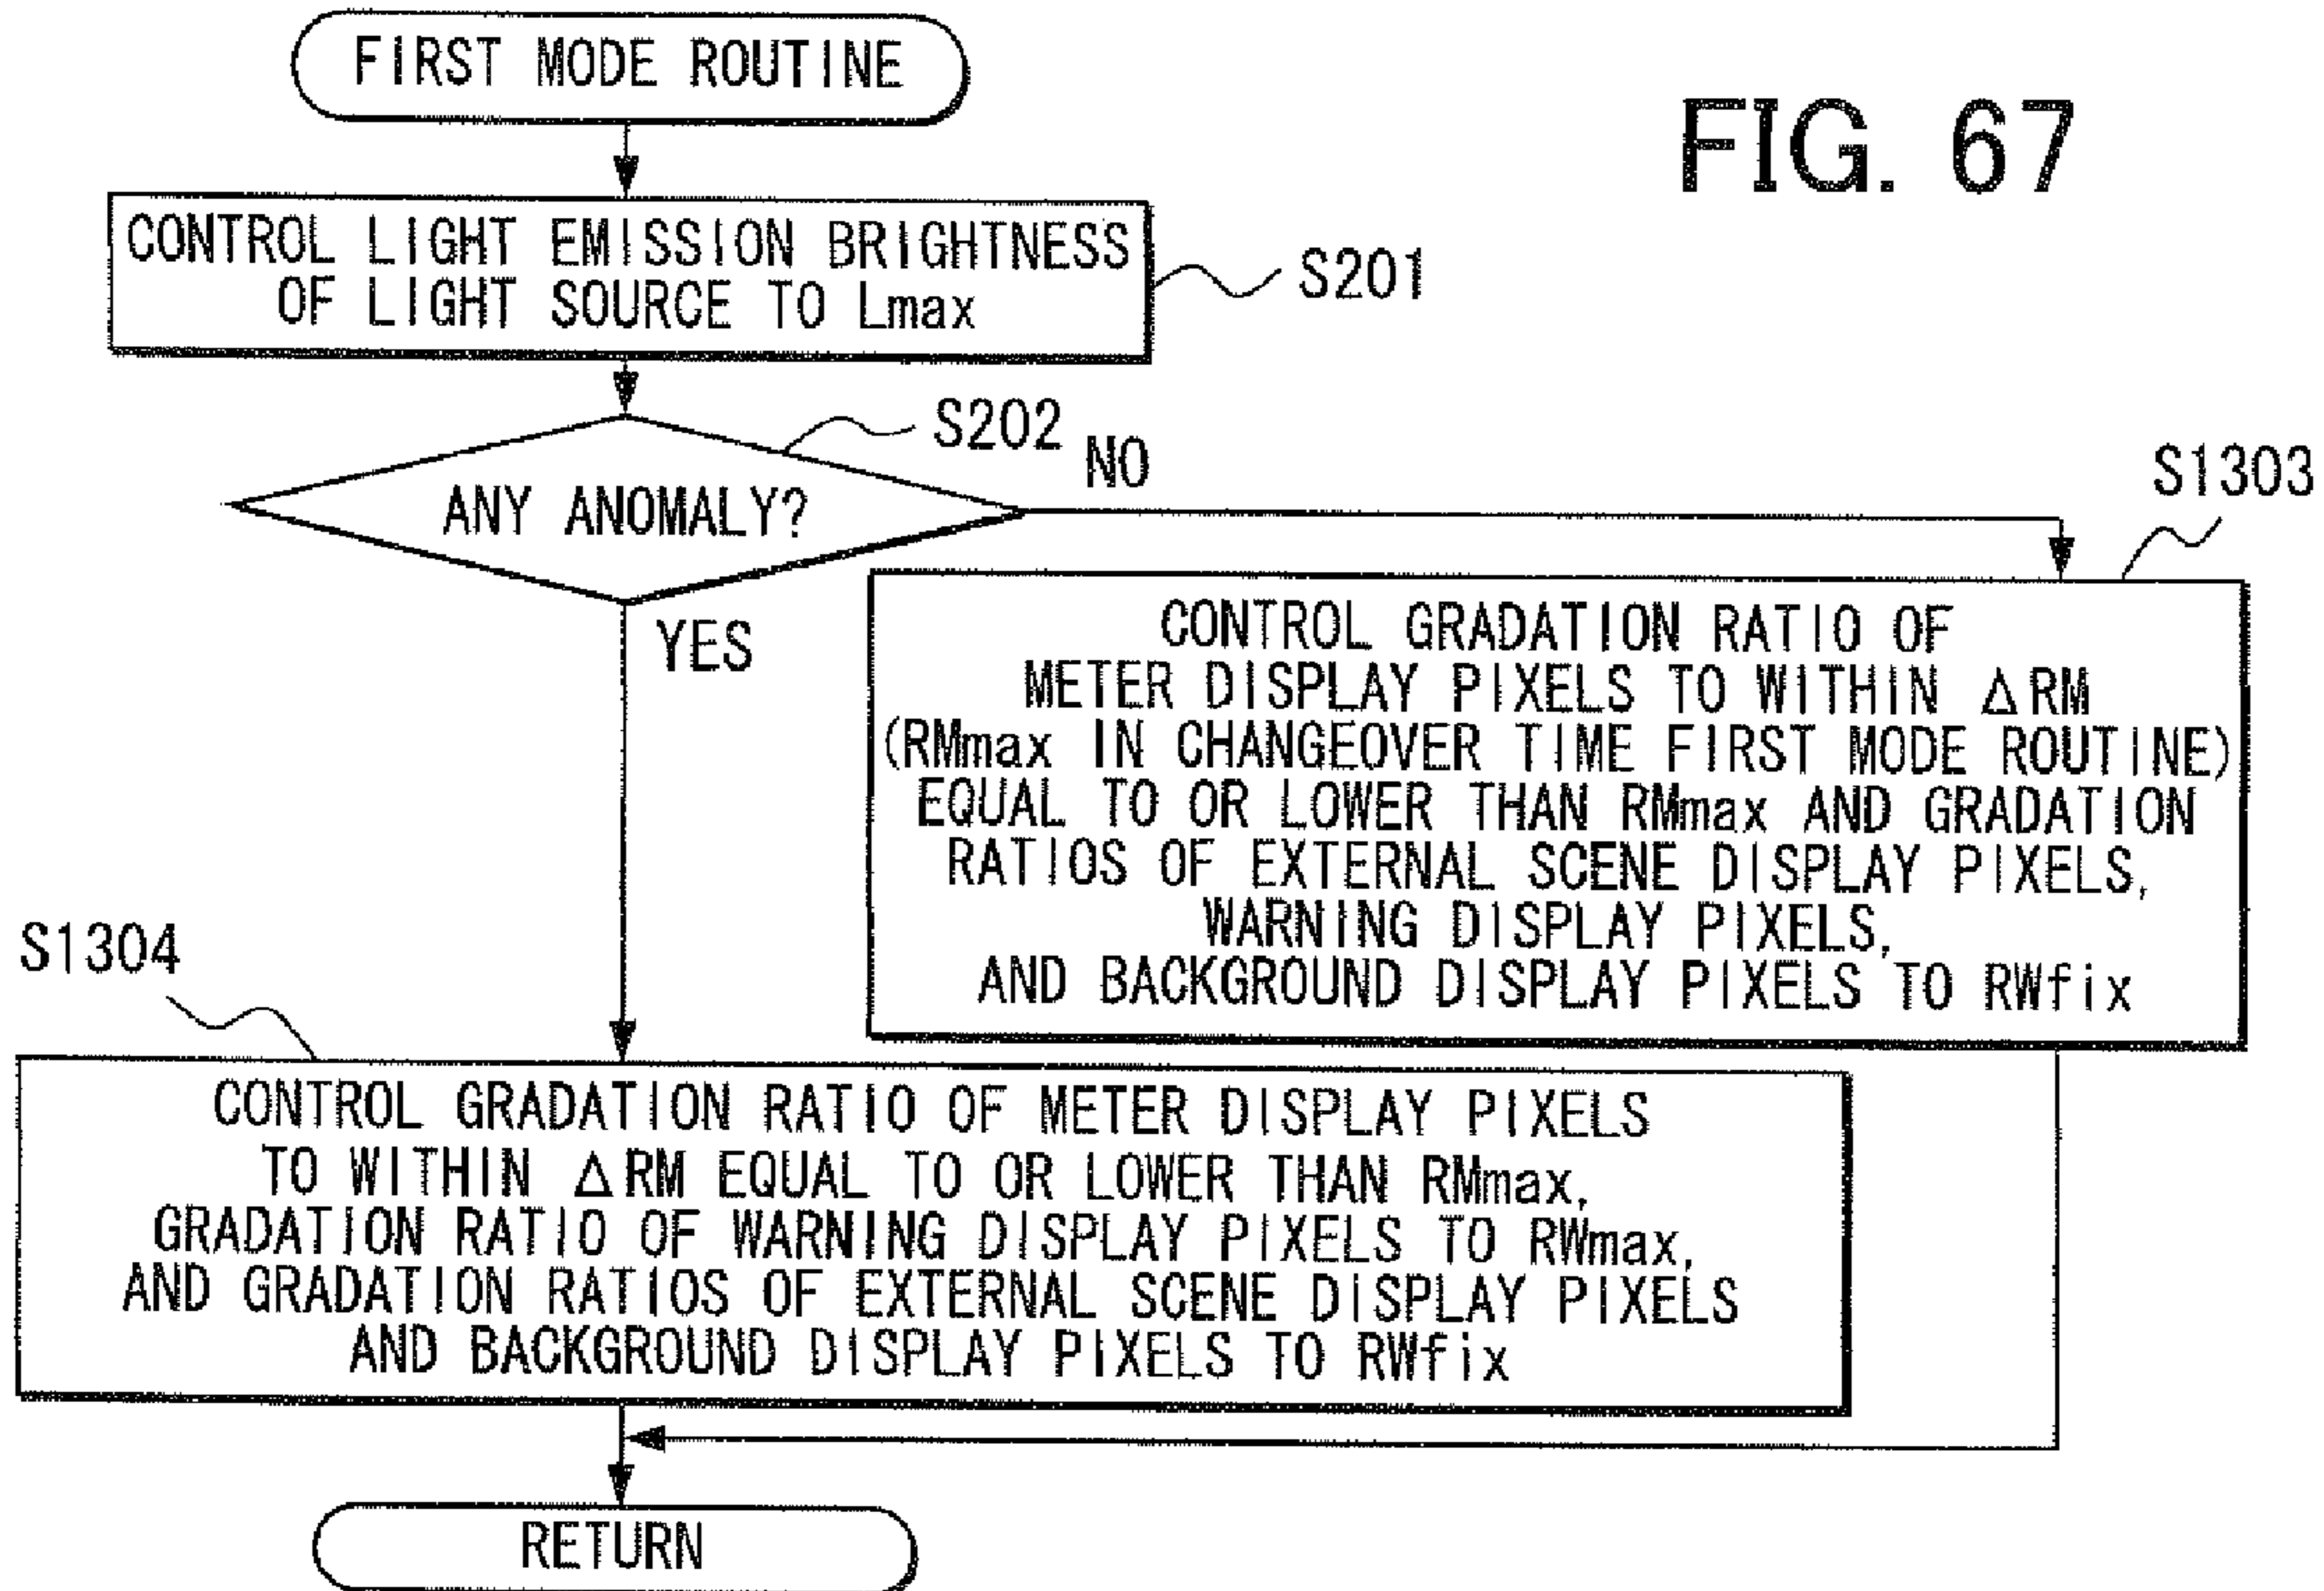 FIRST MODE ROUTINE
FIG. 67
CONTROL LIGHT EMISSION BRIGHTNESS
OF LIGHT SOURCE TO Lmax
S201
S202
ANY ANOMALY?
NO
YES
S1303
CONTROL GRADATION RATIO OF
METER DISPLAY PIXELS TO WITHIN ΔRM
(RMmax IN CHANGEOVER TIME FIRST MODE ROUTINE)
EQUAL TO OR LOWER THAN RMmax AND GRADATION
RATIOS OF EXTERNAL SCENE DISPLAY PIXELS,
WARNING DISPLAY PIXELS,
AND BACKGROUND DISPLAY PIXELS TO RWfix
S1304
CONTROL GRADATION RATIO OF METER DISPLAY PIXELS
TO WITHIN ΔRM EQUAL TO OR LOWER THAN RMmax,
GRADATION RATIO OF WARNING DISPLAY PIXELS TO RWmax,
AND GRADATION RATIOS OF EXTERNAL SCENE DISPLAY PIXELS
AND BACKGROUND DISPLAY PIXELS TO RWfix
RETURN